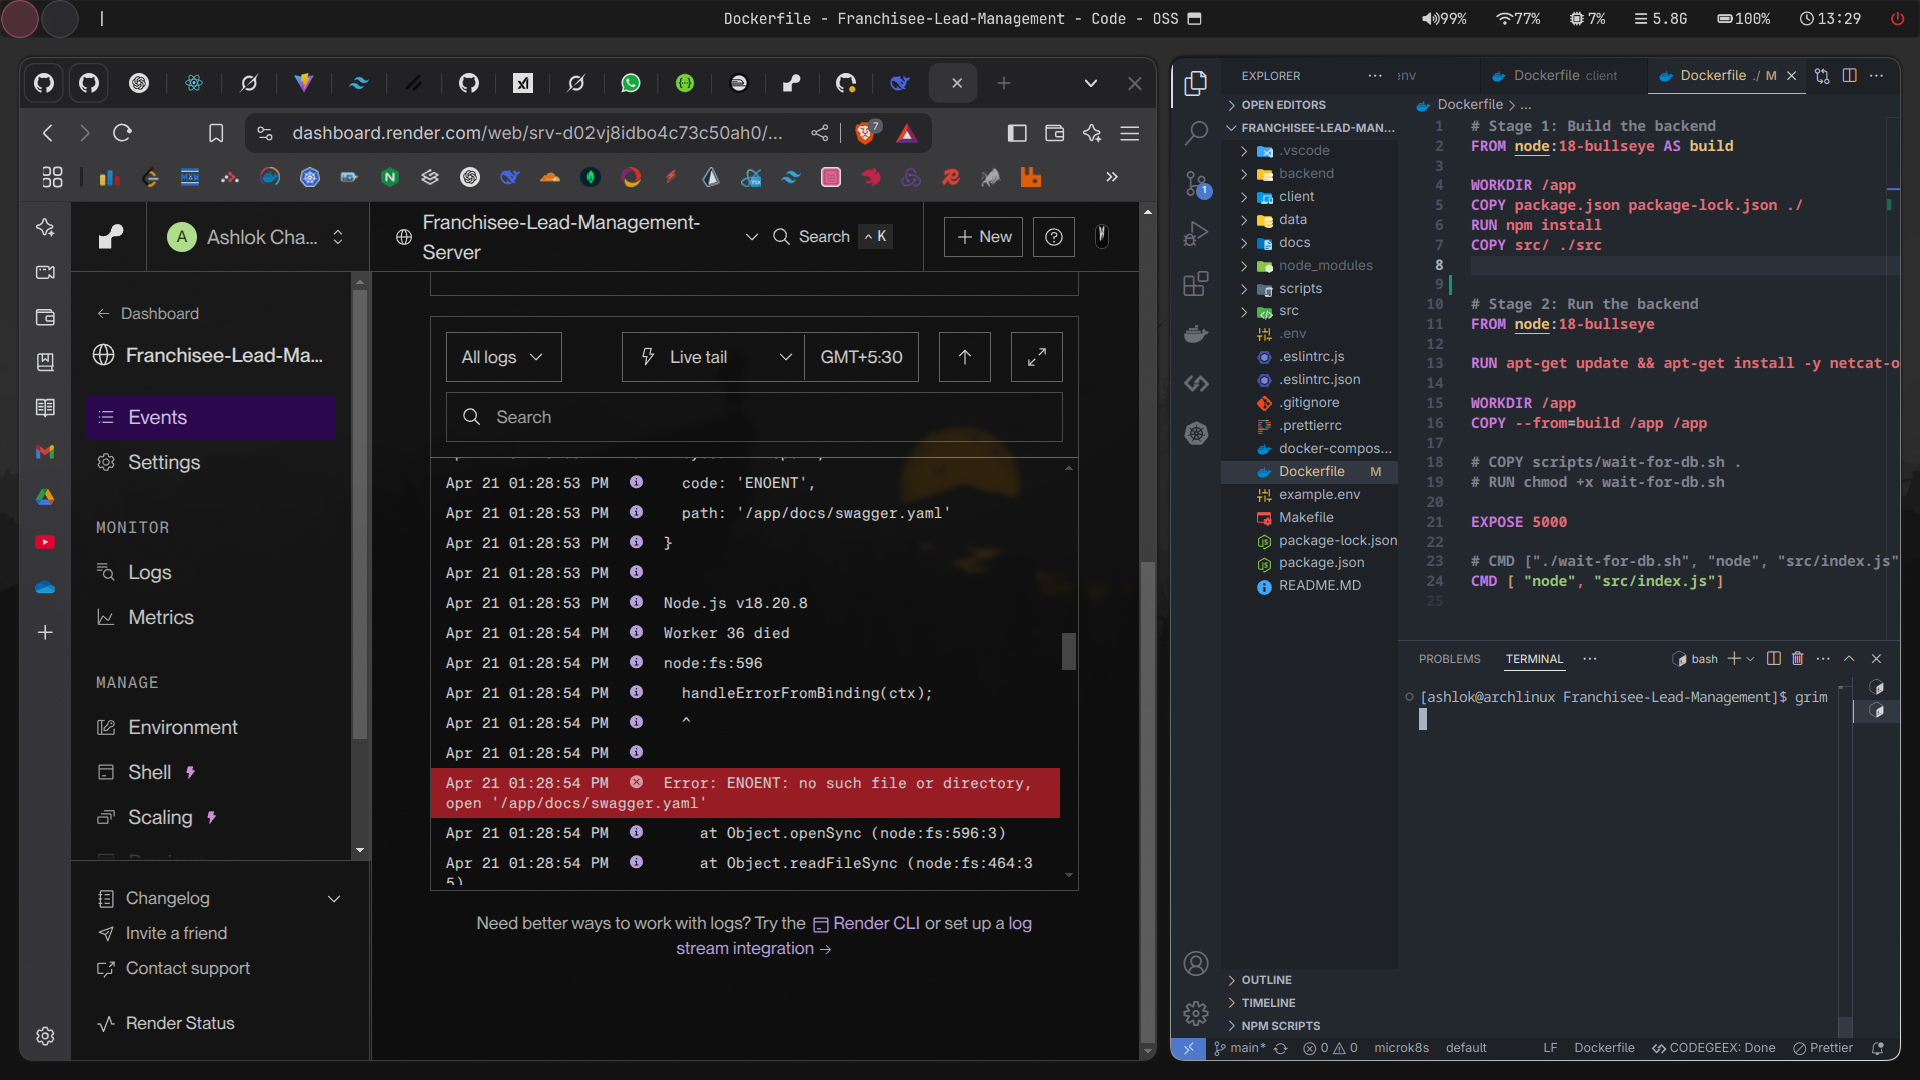 Dockerfile - Franchisee-Lead-Management - Code - OSS
99%
77%
7%
5.8G
100%
13:29
dashboard.render.com/web/srv-d02vj8idbo4c73c50ah0/...
7
A
Ashlok Cha...
Franchisee-Lead-Management-
Server
Search
^ K
+ New
← Dashboard
Franchisee-Lead-Ma...
Events
Settings
MONITOR
Logs
Metrics
MANAGE
Environment
Shell
Scaling
Changelog
Invite a friend
Contact support
Render Status
All logs
Live tail
GMT+5:30
Search
Apr 21 01:28:53 PM code: 'ENOENT',
Apr 21 01:28:53 PM path: '/app/docs/swagger.yaml'
Apr 21 01:28:53 PM }
Apr 21 01:28:53 PM
Apr 21 01:28:53 PM Node.js v18.20.8
Apr 21 01:28:54 PM Worker 36 died
Apr 21 01:28:54 PM node:fs:596
Apr 21 01:28:54 PM handleErrorFromBinding(ctx);
Apr 21 01:28:54 PM ^
Apr 21 01:28:54 PM
Apr 21 01:28:54 PM Error: ENOENT: no such file or directory,
open '/app/docs/swagger.yaml'
Apr 21 01:28:54 PM at Object.openSync (node:fs:596:3)
Apr 21 01:28:54 PM at Object.readFileSync (node:fs:464:3
5)
Need better ways to work with logs? Try the Render CLI or set up a log
stream integration →
EXPLORER
OPEN EDITORS
FRANCHISEE-LEAD-MAN...
.vscode
backend
client
data
docs
node_modules
scripts
src
.env
.eslintrc.js
.eslintrc.json
.gitignore
.prettierrc
docker-compos...
Dockerfile M
example.env
Makefile
package-lock.json
package.json
README.MD
OUTLINE
TIMELINE
NPM SCRIPTS
1
env
Dockerfile client
Dockerfile ./ M
Dockerfile > ...
1 # Stage 1: Build the backend
2 FROM node:18-bullseye AS build
3
4 WORKDIR /app
5 COPY package.json package-lock.json ./
6 RUN npm install
7 COPY src/ ./src
8
9
10 # Stage 2: Run the backend
11 FROM node:18-bullseye
12
13 RUN apt-get update && apt-get install -y netcat-o
14
15 WORKDIR /app
16 COPY --from=build /app /app
17
18 # COPY scripts/wait-for-db.sh .
19 # RUN chmod +x wait-for-db.sh
20
21 EXPOSE 5000
22
23 # CMD ["./wait-for-db.sh", "node", "src/index.js"
24 CMD [ "node", "src/index.js"]
25
PROBLEMS
TERMINAL
bash
[ashlok@archlinux Franchisee-Lead-Management]$ grim
main*
0
0
microk8s
default
LF
Dockerfile
CODEGEEX: Done
Prettier